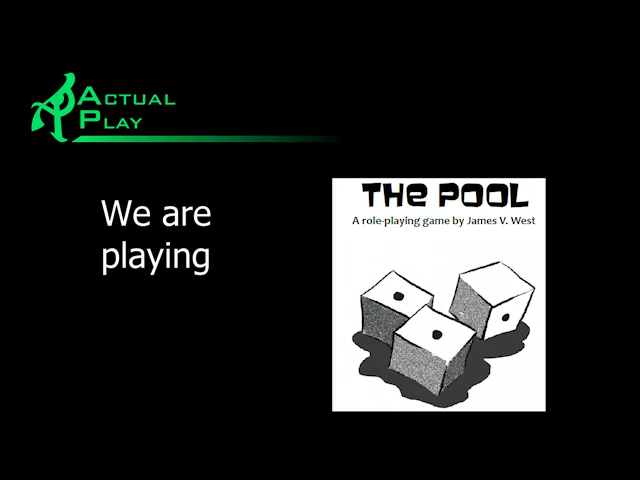 Actual
Play
We are
playing
THE POOL
A role-playing game by James V. West